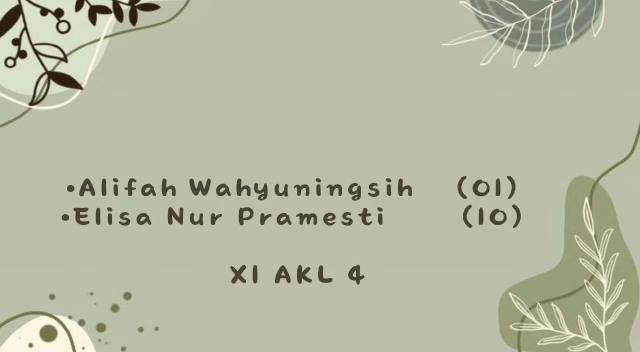 •Alifah Wahyuningsih (01)
•Elisa Nur Pramesti (10)
XI AKL 4